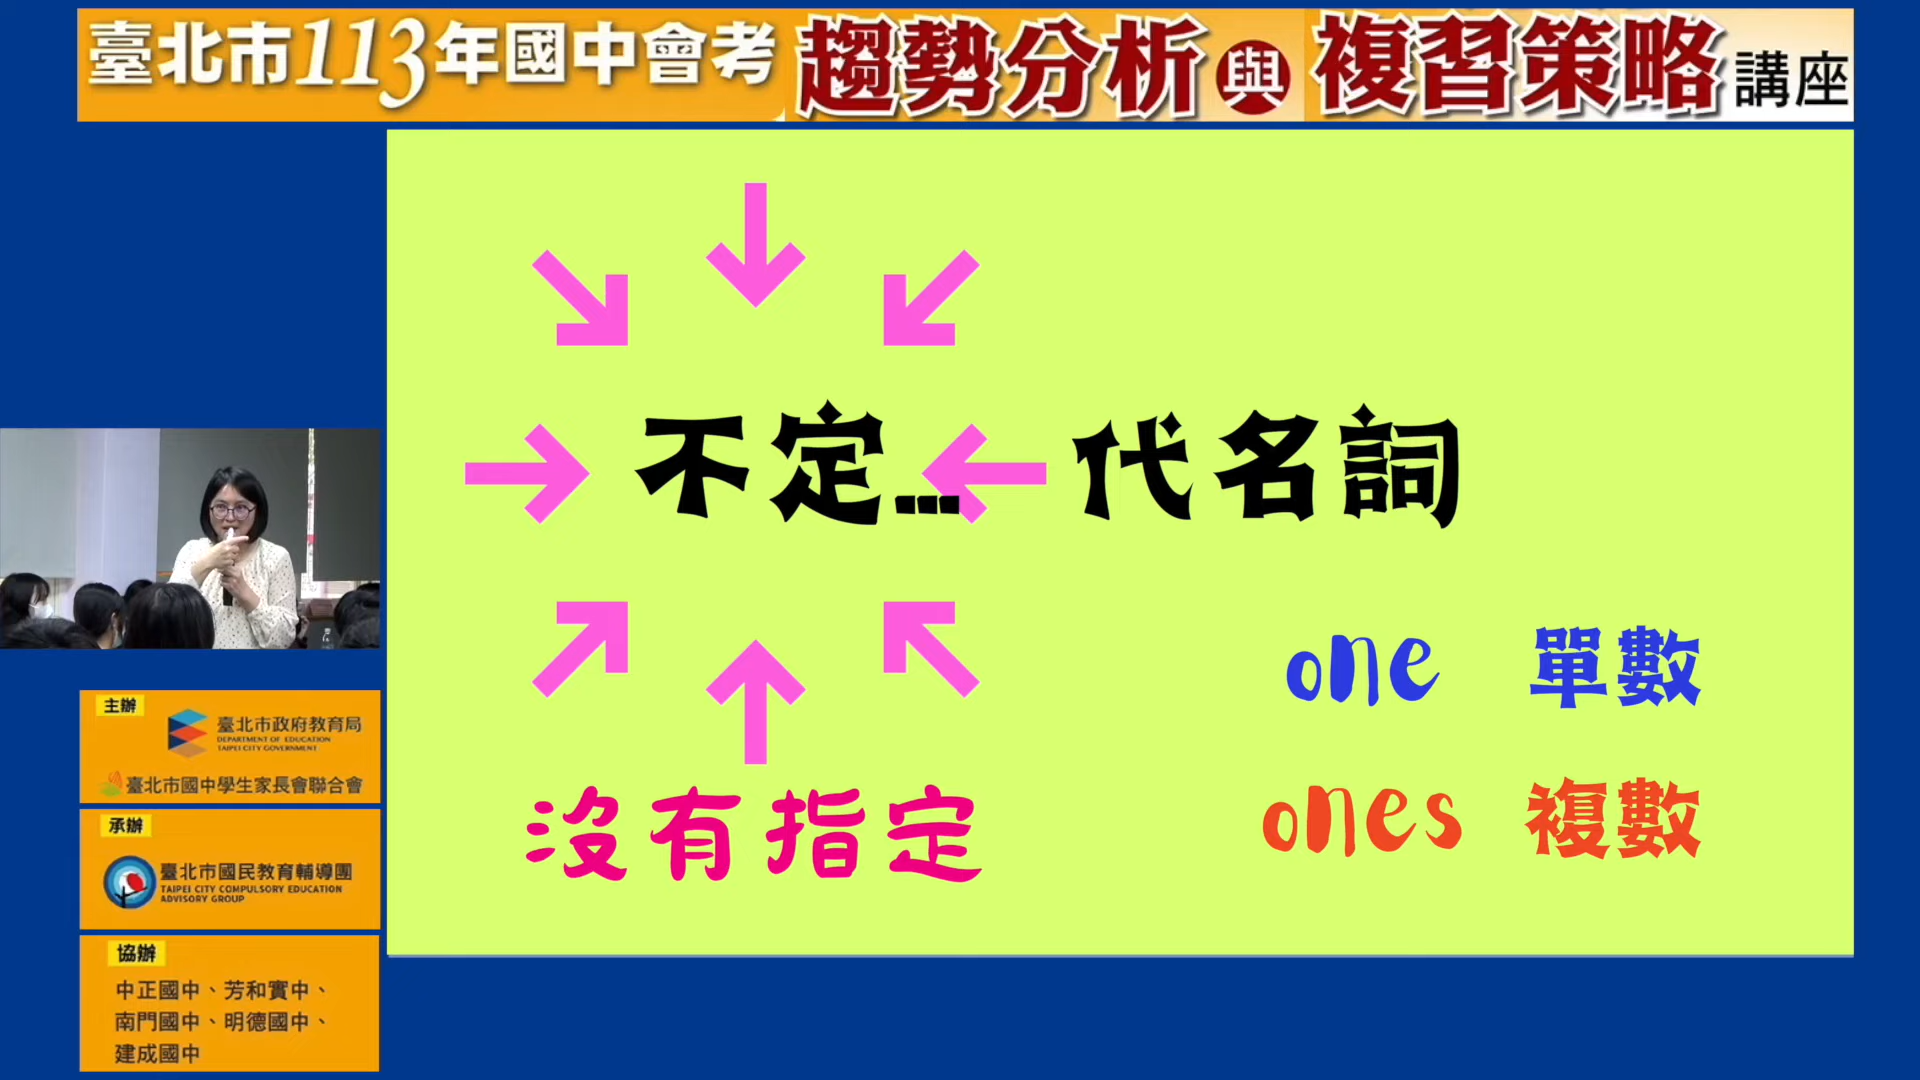 臺北市113年國中會考趨勢分析與複習策略講座
不定... 代名詞
one 單數
ones 複數
沒有指定
主辦
臺北市政府教育局
DEPARTMENT OF EDUCATION
TAIPEI CITY GOVERNMENT
臺北市國中學生家長會聯合會
承辦
臺北市國民教育輔導團
TAIPEI CITY COMPULSORY EDUCATION
ADVISORY GROUP
協辦
中正國中、芳和實中、
南門國中、明德國中、
建成國中